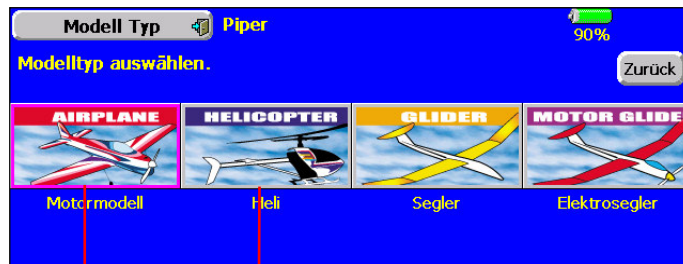 Modell Typ
Piper
90%
Modelltyp auswählen.
Zurück
AIRPLANE
HELICOPTER
GLIDER
MOTOR GLIDE
Motormodell
Heli
Segler
Elektrosegler